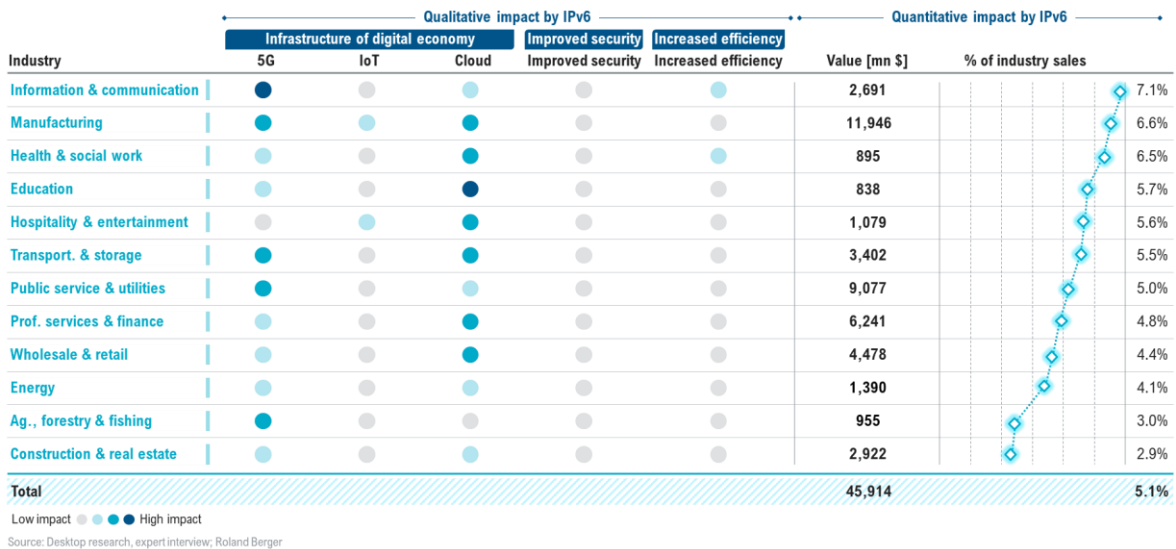 Qualitative impact by IPv6 Quantitative impact by IPv6
Infrastructure of digital economy Improved security Increased efficiency
Industry 5G IoT Cloud Improved security Increased efficiency Value [mn $] % of industry sales
Information & communication 2,691 7.1%
Manufacturing 11,946 6.6%
Health & social work 895 6.5%
Education 838 5.7%
Hospitality & entertainment 1,079 5.6%
Transport. & storage 3,402 5.5%
Public service & utilities 9,077 5.0%
Prof. services & finance 6,241 4.8%
Wholesale & retail 4,478 4.4%
Energy 1,390 4.1%
Ag., forestry & fishing 955 3.0%
Construction & real estate 2,922 2.9%
Total 45,914 5.1%
Low impact High impact
Source: Desktop research, expert interview; Roland Berger